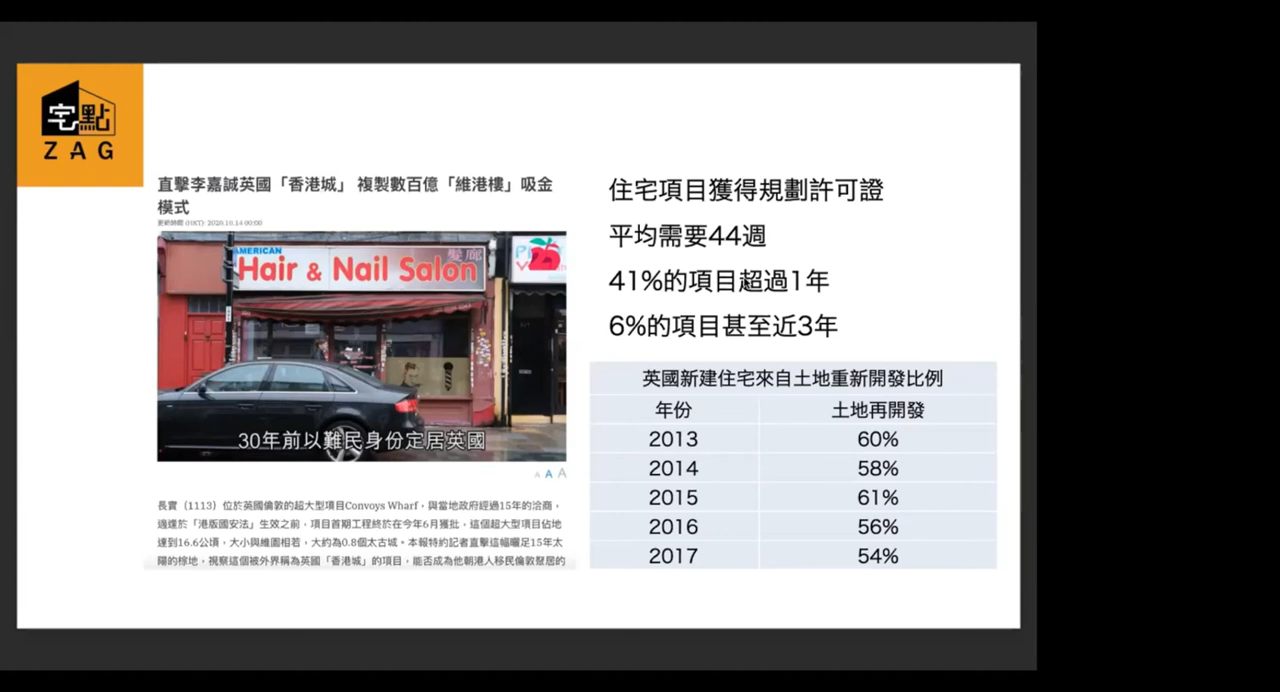 宅點
ZAG
直擊李嘉誠英國「香港城」 複製數百億「維港樓」吸金
模式
更新時間 (HKT): 2020.10.14 00:00
AMERICAN
Hair & Nail Salon
髮廊
30年前以難民身份定居英國
A A A
長實（1113）位於英國倫敦的超大型項目Convoys Wharf，與當地政府經過15年的洽商，
適逢於「港版國安法」生效之前，項目首期工程終於在今年6月獲批，這個超大型項目佔地
達到16.6公頃，大小與維園相若，大約為0.8個太古城。本報特約記者直擊這幅曬足15年太
陽的棕地，視察這個被外界稱為英國「香港城」的項目，能否成為他朝港人移民倫敦聚居的
住宅項目獲得規劃許可證
平均需要44週
41%的項目超過1年
6%的項目甚至近3年
英國新建住宅來自土地重新開發比例
年份 土地再開發
2013 60%
2014 58%
2015 61%
2016 56%
2017 54%